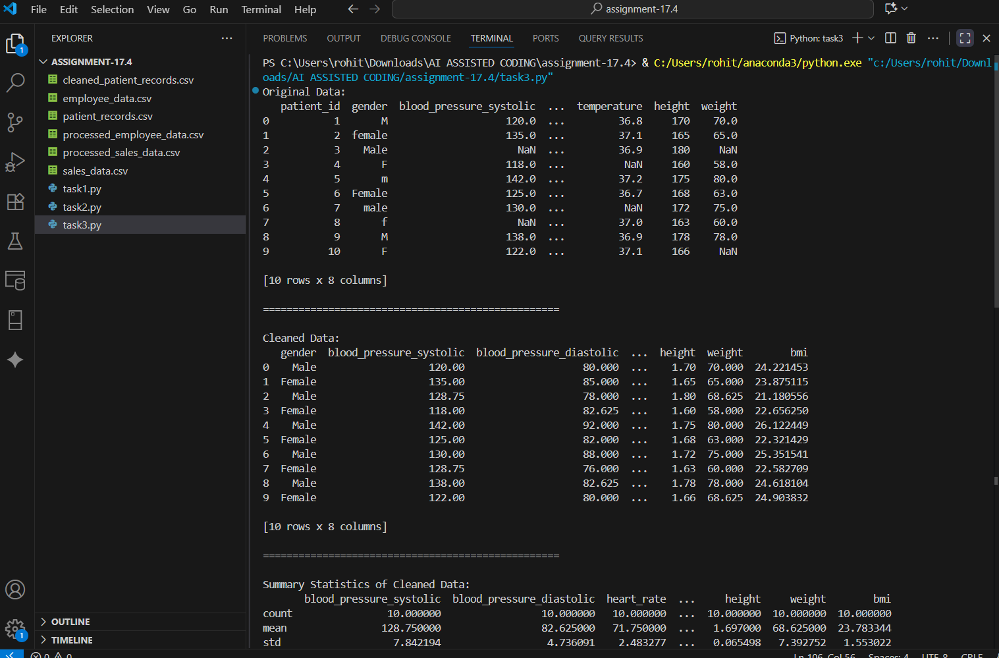 File Edit Selection View Go Run Terminal Help assignment-17.4
EXPLORER ...
1
ASSIGNMENT-17.4
cleaned_patient_records.csv
employee_data.csv
patient_records.csv
processed_employee_data.csv
processed_sales_data.csv
sales_data.csv
task1.py
task2.py
task3.py
OUTLINE
TIMELINE
1
PROBLEMS OUTPUT DEBUG CONSOLE TERMINAL PORTS QUERY RESULTS Python: task3 ...
PS C:\Users\rohit\Downloads\AI ASSISTED CODING\assignment-17.4> & C:/Users/rohit/anaconda3/python.exe "c:/Users/rohit/Downl
oads/AI ASSISTED CODING/assignment-17.4/task3.py"
Original Data:
patient_id gender blood_pressure_systolic ... temperature height weight
0 1 M 120.0 ... 36.8 170 70.0
1 2 female 135.0 ... 37.1 165 65.0
2 3 Male NaN ... 36.9 180 NaN
3 4 F 118.0 ... NaN 160 58.0
4 5 m 142.0 ... 37.2 175 80.0
5 6 Female 125.0 ... 36.7 168 63.0
6 7 male 130.0 ... NaN 172 75.0
7 8 f NaN ... 37.0 163 60.0
8 9 M 138.0 ... 36.9 178 78.0
9 10 F 122.0 ... 37.1 166 NaN
[10 rows x 8 columns]
==================================================
Cleaned Data:
gender blood_pressure_systolic blood_pressure_diastolic ... height weight bmi
0 Male 120.00 80.000 ... 1.70 70.000 24.221453
1 Female 135.00 85.000 ... 1.65 65.000 23.875115
2 Male 128.75 78.000 ... 1.80 68.625 21.180556
3 Female 118.00 82.625 ... 1.60 58.000 22.656250
4 Male 142.00 92.000 ... 1.75 80.000 26.122449
5 Female 125.00 82.000 ... 1.68 63.000 22.321429
6 Male 130.00 88.000 ... 1.72 75.000 25.351541
7 Female 128.75 76.000 ... 1.63 60.000 22.582709
8 Male 138.00 82.625 ... 1.78 78.000 24.618104
9 Female 122.00 80.000 ... 1.66 68.625 24.903832
[10 rows x 8 columns]
==================================================
Summary Statistics of Cleaned Data:
blood_pressure_systolic blood_pressure_diastolic heart_rate ... height weight bmi
count 10.000000 10.000000 10.000000 ... 10.000000 10.000000 10.000000
mean 128.750000 82.625000 71.750000 ... 1.697000 68.625000 23.783344
std 7.842194 4.736091 2.483277 ... 0.065498 7.392752 1.553022
0 0 Ln 106, Col 56 Spaces: 4 UTF-8 CRLF